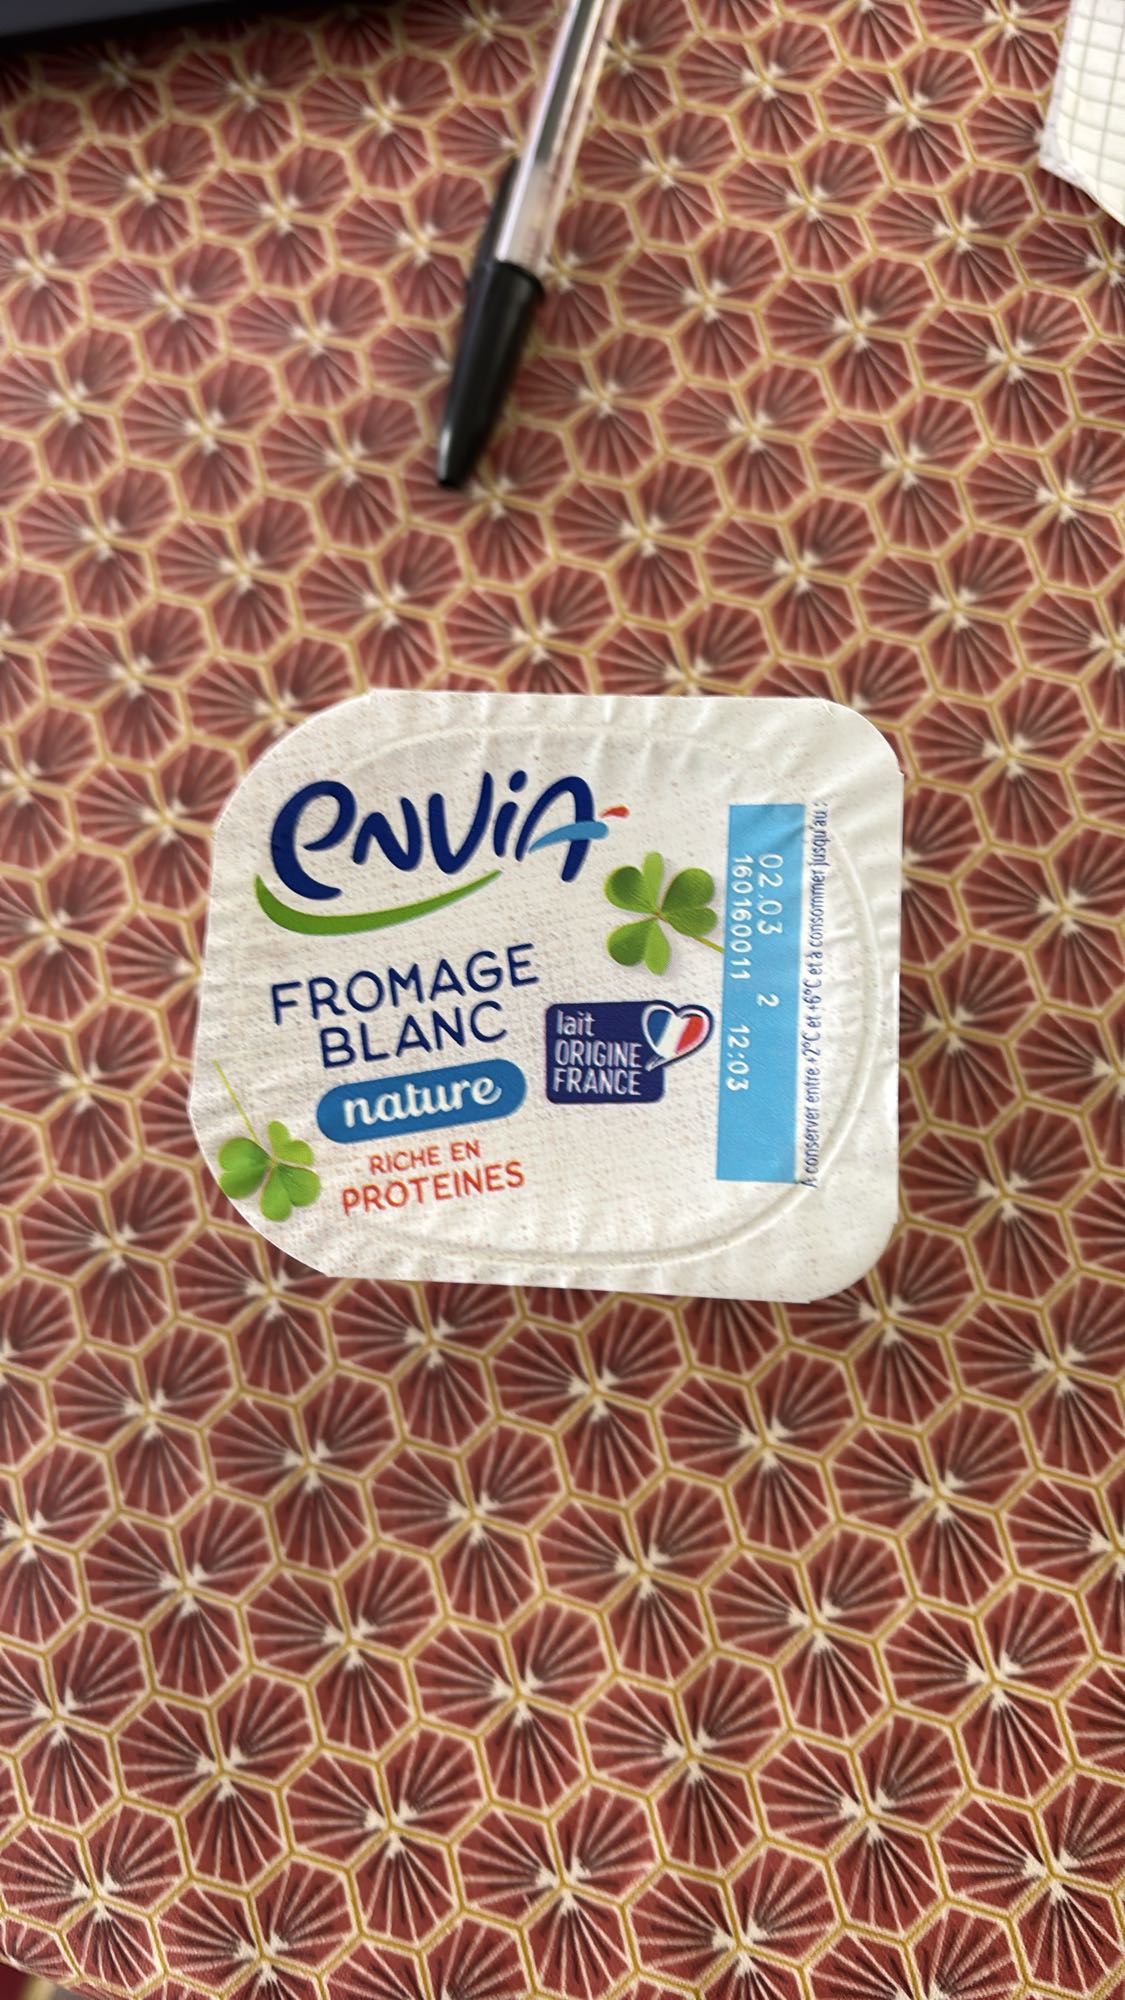 envia
FROMAGE
BLANC
nature
RICHE EN
PROTEINES
lait
ORIGINE
FRANCE
A conserver entre +2°C et +6°C et à consommer jusqu'au :
02.03 2
160160011 12:03